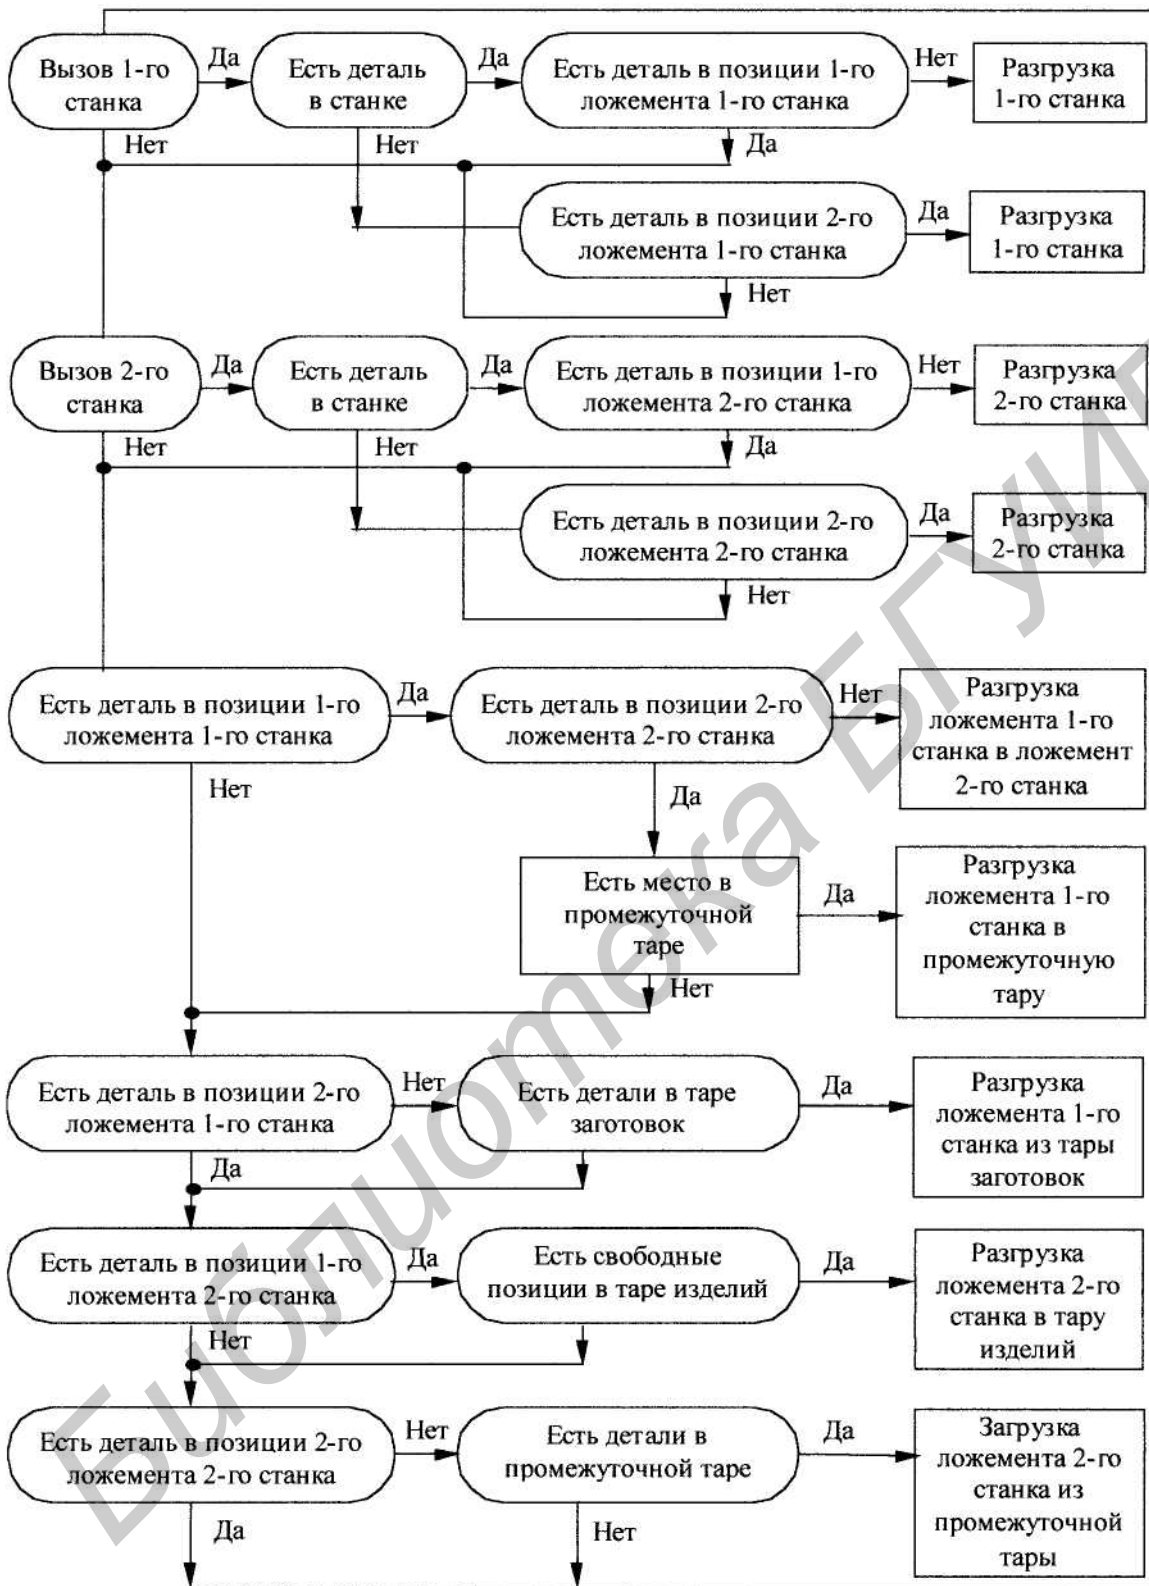 Вызов 1-го
станка
Да
Есть деталь
в станке
Да
Есть деталь в позиции 1-го
ложемента 1-го станка
Нет
Разгрузка
1-го станка
Нет
Нет
Да
Есть деталь в позиции 2-го
ложемента 1-го станка
Да
Разгрузка
1-го станка
Нет
Вызов 2-го
станка
Да
Есть деталь
в станке
Да
Есть деталь в позиции 1-го
ложемента 2-го станка
Нет
Разгрузка
2-го станка
Нет
Нет
Да
Есть деталь в позиции 2-го
ложемента 2-го станка
Да
Разгрузка
2-го станка
Нет
Есть деталь в позиции 1-го
ложемента 1-го станка
Да
Есть деталь в позиции 2-го
ложемента 2-го станка
Нет
Разгрузка
ложемента 1-го
станка в ложемент
2-го станка
Нет
Да
Есть место в
промежуточной
таре
Да
Разгрузка
ложемента 1-го
станка в
промежуточную
тару
Нет
Есть деталь в позиции 2-го
ложемента 1-го станка
Нет
Есть детали в таре
заготовок
Да
Разгрузка
ложемента 1-го
станка из тары
заготовок
Да
Есть деталь в позиции 1-го
ложемента 2-го станка
Да
Есть свободные
позиции в таре изделий
Да
Разгрузка
ложемента 2-го
станка в тару
изделий
Нет
Есть деталь в позиции 2-го
ложемента 2-го станка
Нет
Есть детали в
промежуточной таре
Да
Загрузка
ложемента 2-го
станка из
промежуточной
тары
Да
Нет
Библиотека